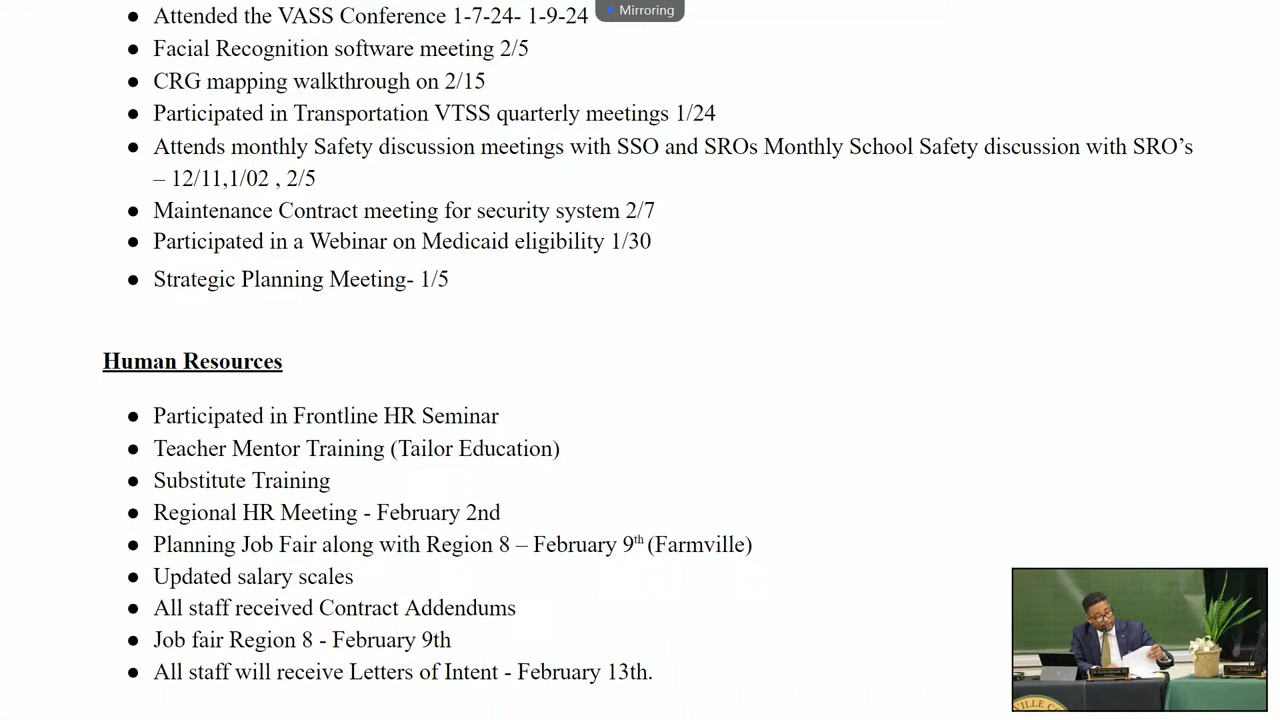 Mirroring
● Attended the VASS Conference 1-7-24- 1-9-24
● Facial Recognition software meeting 2/5
● CRG mapping walkthrough on 2/15
● Participated in Transportation VTSS quarterly meetings 1/24
● Attends monthly Safety discussion meetings with SSO and SROs Monthly School Safety discussion with SRO’s
– 12/11,1/02 , 2/5
● Maintenance Contract meeting for security system 2/7
● Participated in a Webinar on Medicaid eligibility 1/30
● Strategic Planning Meeting- 1/5
Human Resources
● Participated in Frontline HR Seminar
● Teacher Mentor Training (Tailor Education)
● Substitute Training
● Regional HR Meeting - February 2nd
● Planning Job Fair along with Region 8 – February 9th (Farmville)
● Updated salary scales
● All staff received Contract Addendums
● Job fair Region 8 - February 9th
● All staff will receive Letters of Intent - February 13th.